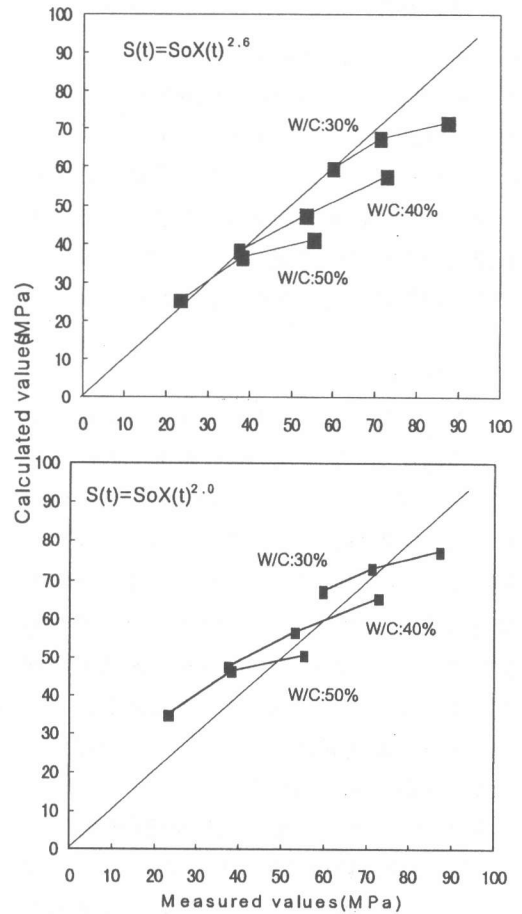 100
S(t)=SoX(t)^2.6
90
80
70
W/C:30%
60
W/C:40%
50
40
W/C:50%
30
20
10
0
0 10 20 30 40 50 60 70 80 90 100
Calculated values(MPa)
100
S(t)=SoX(t)^2.0
90
80
W/C:30%
70
60
W/C:40%
50
40
W/C:50%
30
20
10
0
0 10 20 30 40 50 60 70 80 90 100
Measured values(MPa)